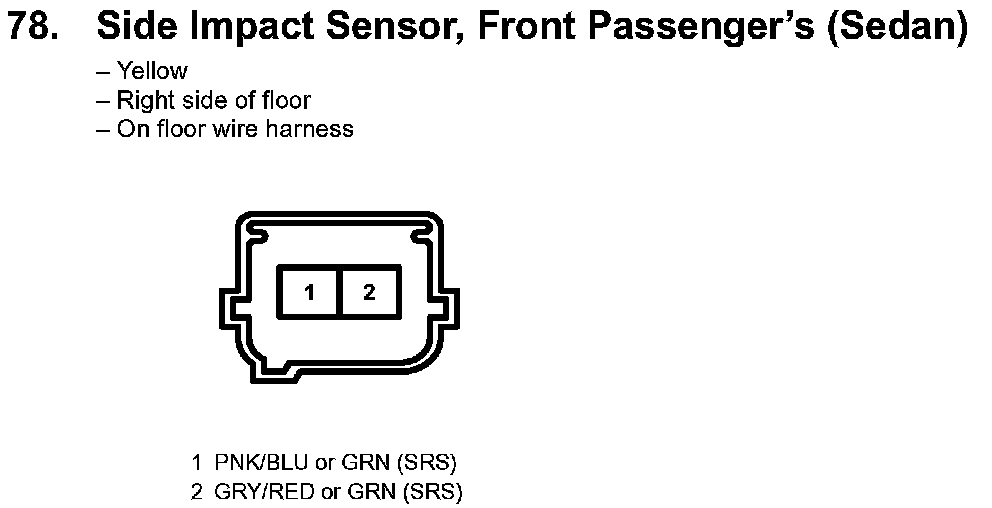 78. Side Impact Sensor, Front Passenger’s (Sedan)
– Yellow
– Right side of floor
– On floor wire harness
1 2
1 PNK/BLU or GRN (SRS)
2 GRY/RED or GRN (SRS)